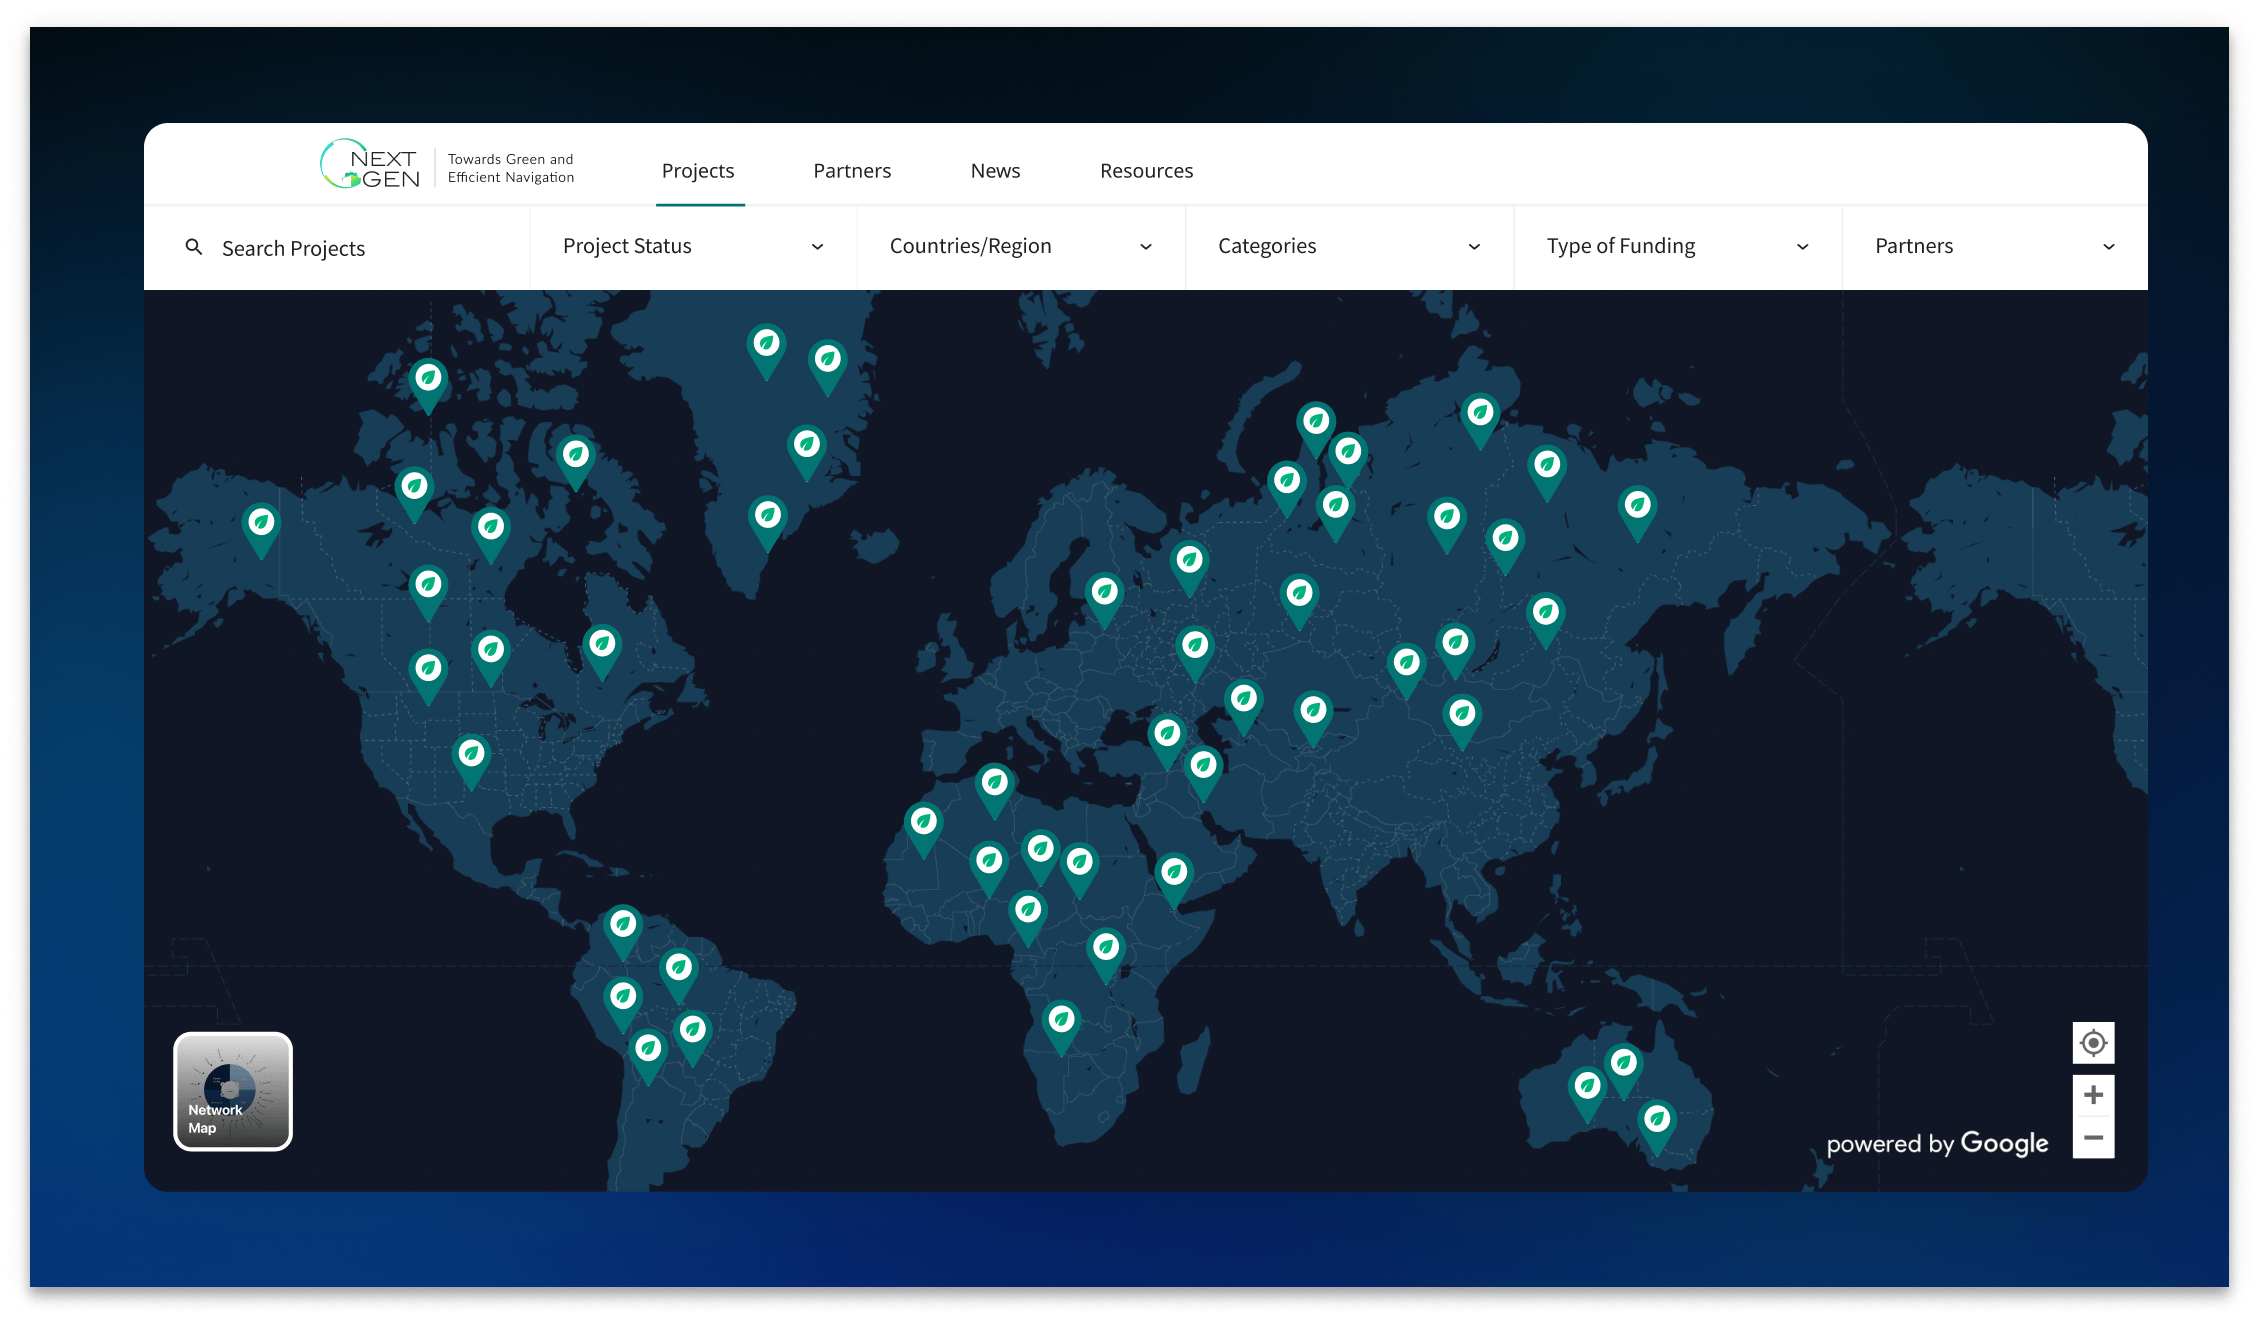 NEXT
GEN
Towards Green and
Efficient Navigation
Projects
Partners
News
Resources
Search Projects
Project Status
Countries/Region
Categories
Type of Funding
Partners
Network
Map
powered by Google